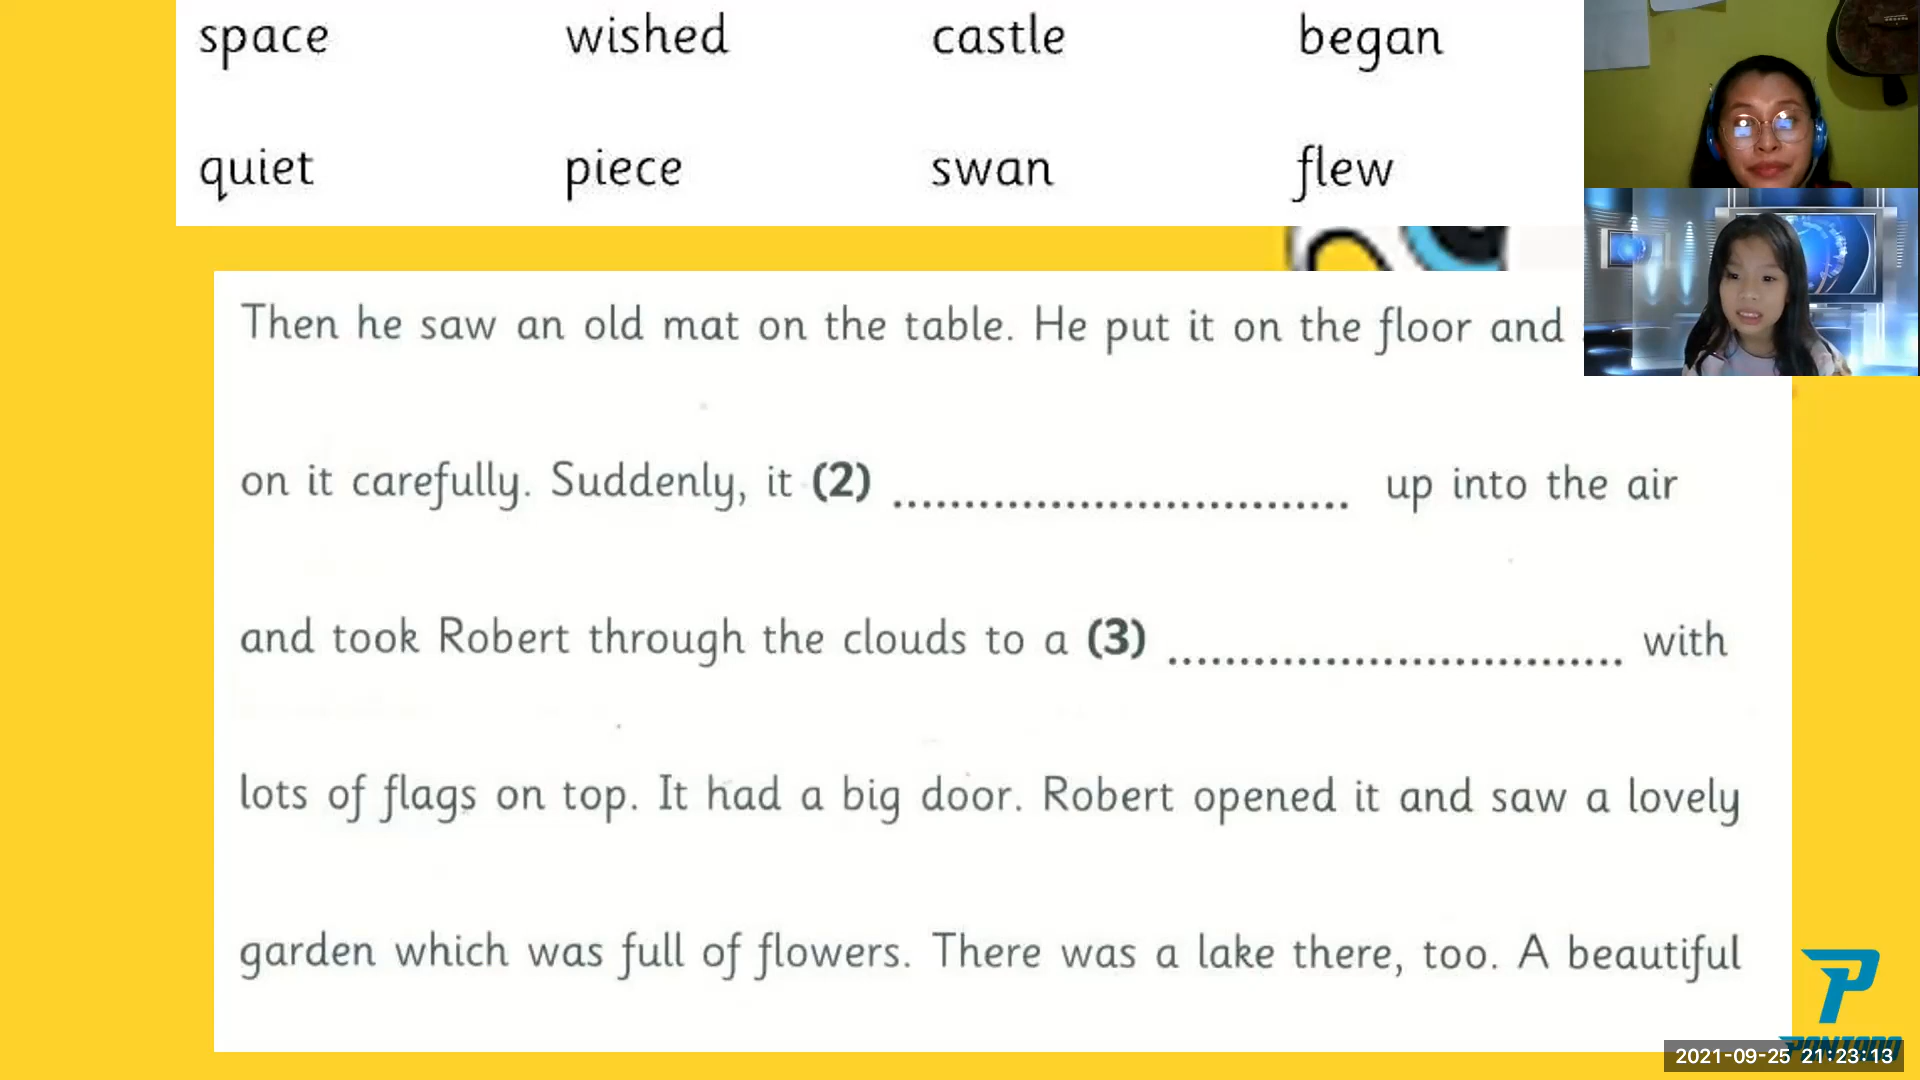 space wished castle began
quiet piece swan flew
Then he saw an old mat on the table. He put it on the floor and
on it carefully. Suddenly, it (2) ................................ up into the air
and took Robert through the clouds to a (3) ................................ with
lots of flags on top. It had a big door. Robert opened it and saw a lovely
garden which was full of flowers. There was a lake there, too. A beautiful
2021-09-25 21:23:13